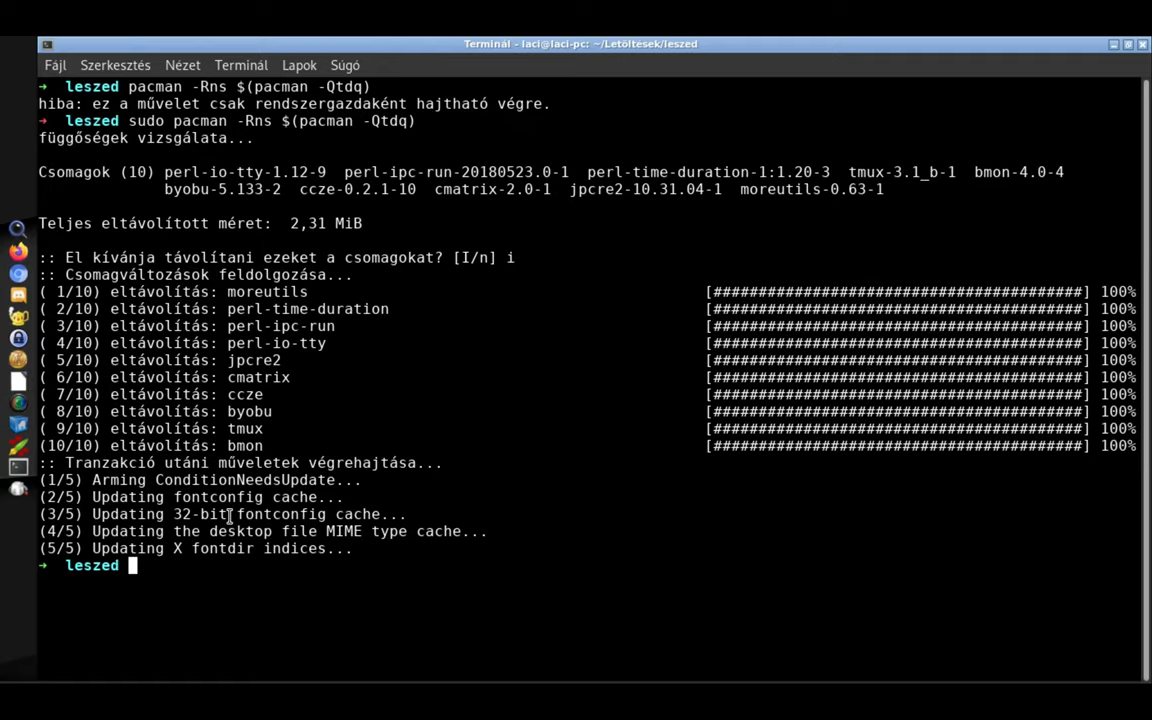 Terminál - laci@laci-pc: ~/Letöltések/leszed
Fájl Szerkesztés Nézet Terminál Lapok Súgó
➜ leszed pacman -Rns $(pacman -Qtdq)
hiba: ez a művelet csak rendszergazdaként hajtható végre.
➜ leszed sudo pacman -Rns $(pacman -Qtdq)
függőségek vizsgálata...
Csomagok (10) perl-io-tty-1.12-9 perl-ipc-run-20180523.0-1 perl-time-duration-1:1.20-3 tmux-3.1_b-1 bmon-4.0-4
byobu-5.133-2 ccze-0.2.1-10 cmatrix-2.0-1 jpcre2-10.31.04-1 moreutils-0.63-1
Teljes eltávolított méret: 2,31 MiB
:: El kívánja távolítani ezeket a csomagokat? [I/n] i
:: Csomagváltozások feldolgozása...
( 1/10) eltávolítás: moreutils [#########################################] 100%
( 2/10) eltávolítás: perl-time-duration [#########################################] 100%
( 3/10) eltávolítás: perl-ipc-run [#########################################] 100%
( 4/10) eltávolítás: perl-io-tty [#########################################] 100%
( 5/10) eltávolítás: jpcre2 [#########################################] 100%
( 6/10) eltávolítás: cmatrix [#########################################] 100%
( 7/10) eltávolítás: ccze [#########################################] 100%
( 8/10) eltávolítás: byobu [#########################################] 100%
( 9/10) eltávolítás: tmux [#########################################] 100%
(10/10) eltávolítás: bmon [#########################################] 100%
:: Tranzakció utáni műveletek végrehajtása...
(1/5) Arming ConditionNeedsUpdate...
(2/5) Updating fontconfig cache...
(3/5) Updating 32-bit fontconfig cache...
(4/5) Updating the desktop file MIME type cache...
(5/5) Updating X fontdir indices...
➜ leszed